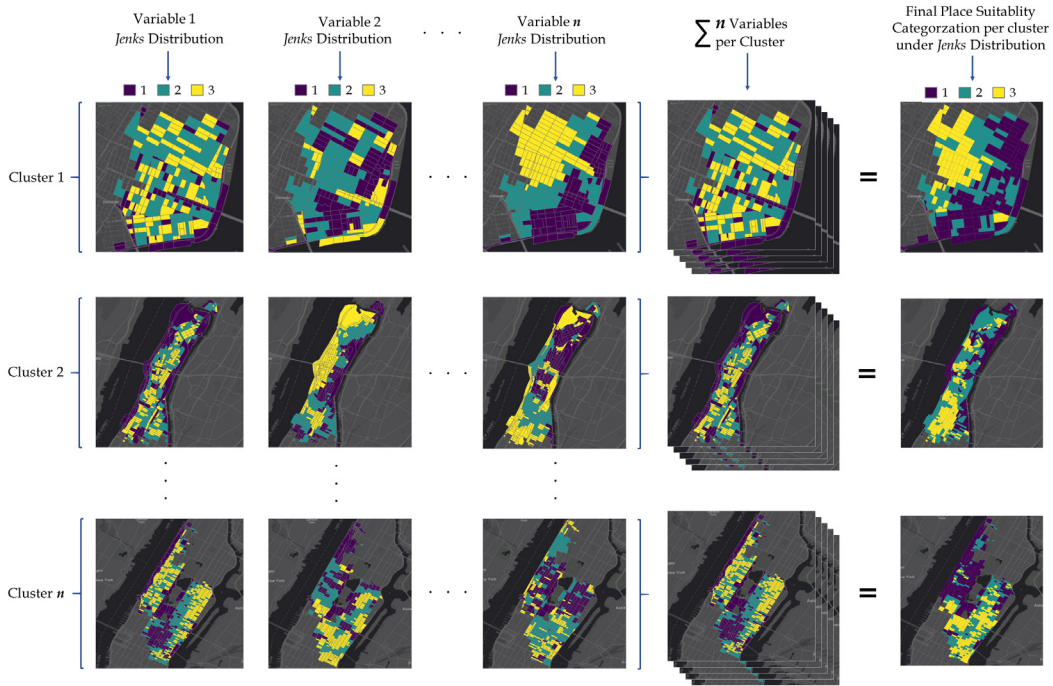 Variable 1
Jenks Distribution
Variable 2
Jenks Distribution
. . .
Variable n
Jenks Distribution
∑ n Variables
per Cluster
Final Place Suitablity
Categorzation per cluster
under Jenks Distribution
1 2 3
1 2 3
1 2 3
1 2 3
Cluster 1
. . .
=
Cluster 2
. . .
=
Cluster n
. . .
=